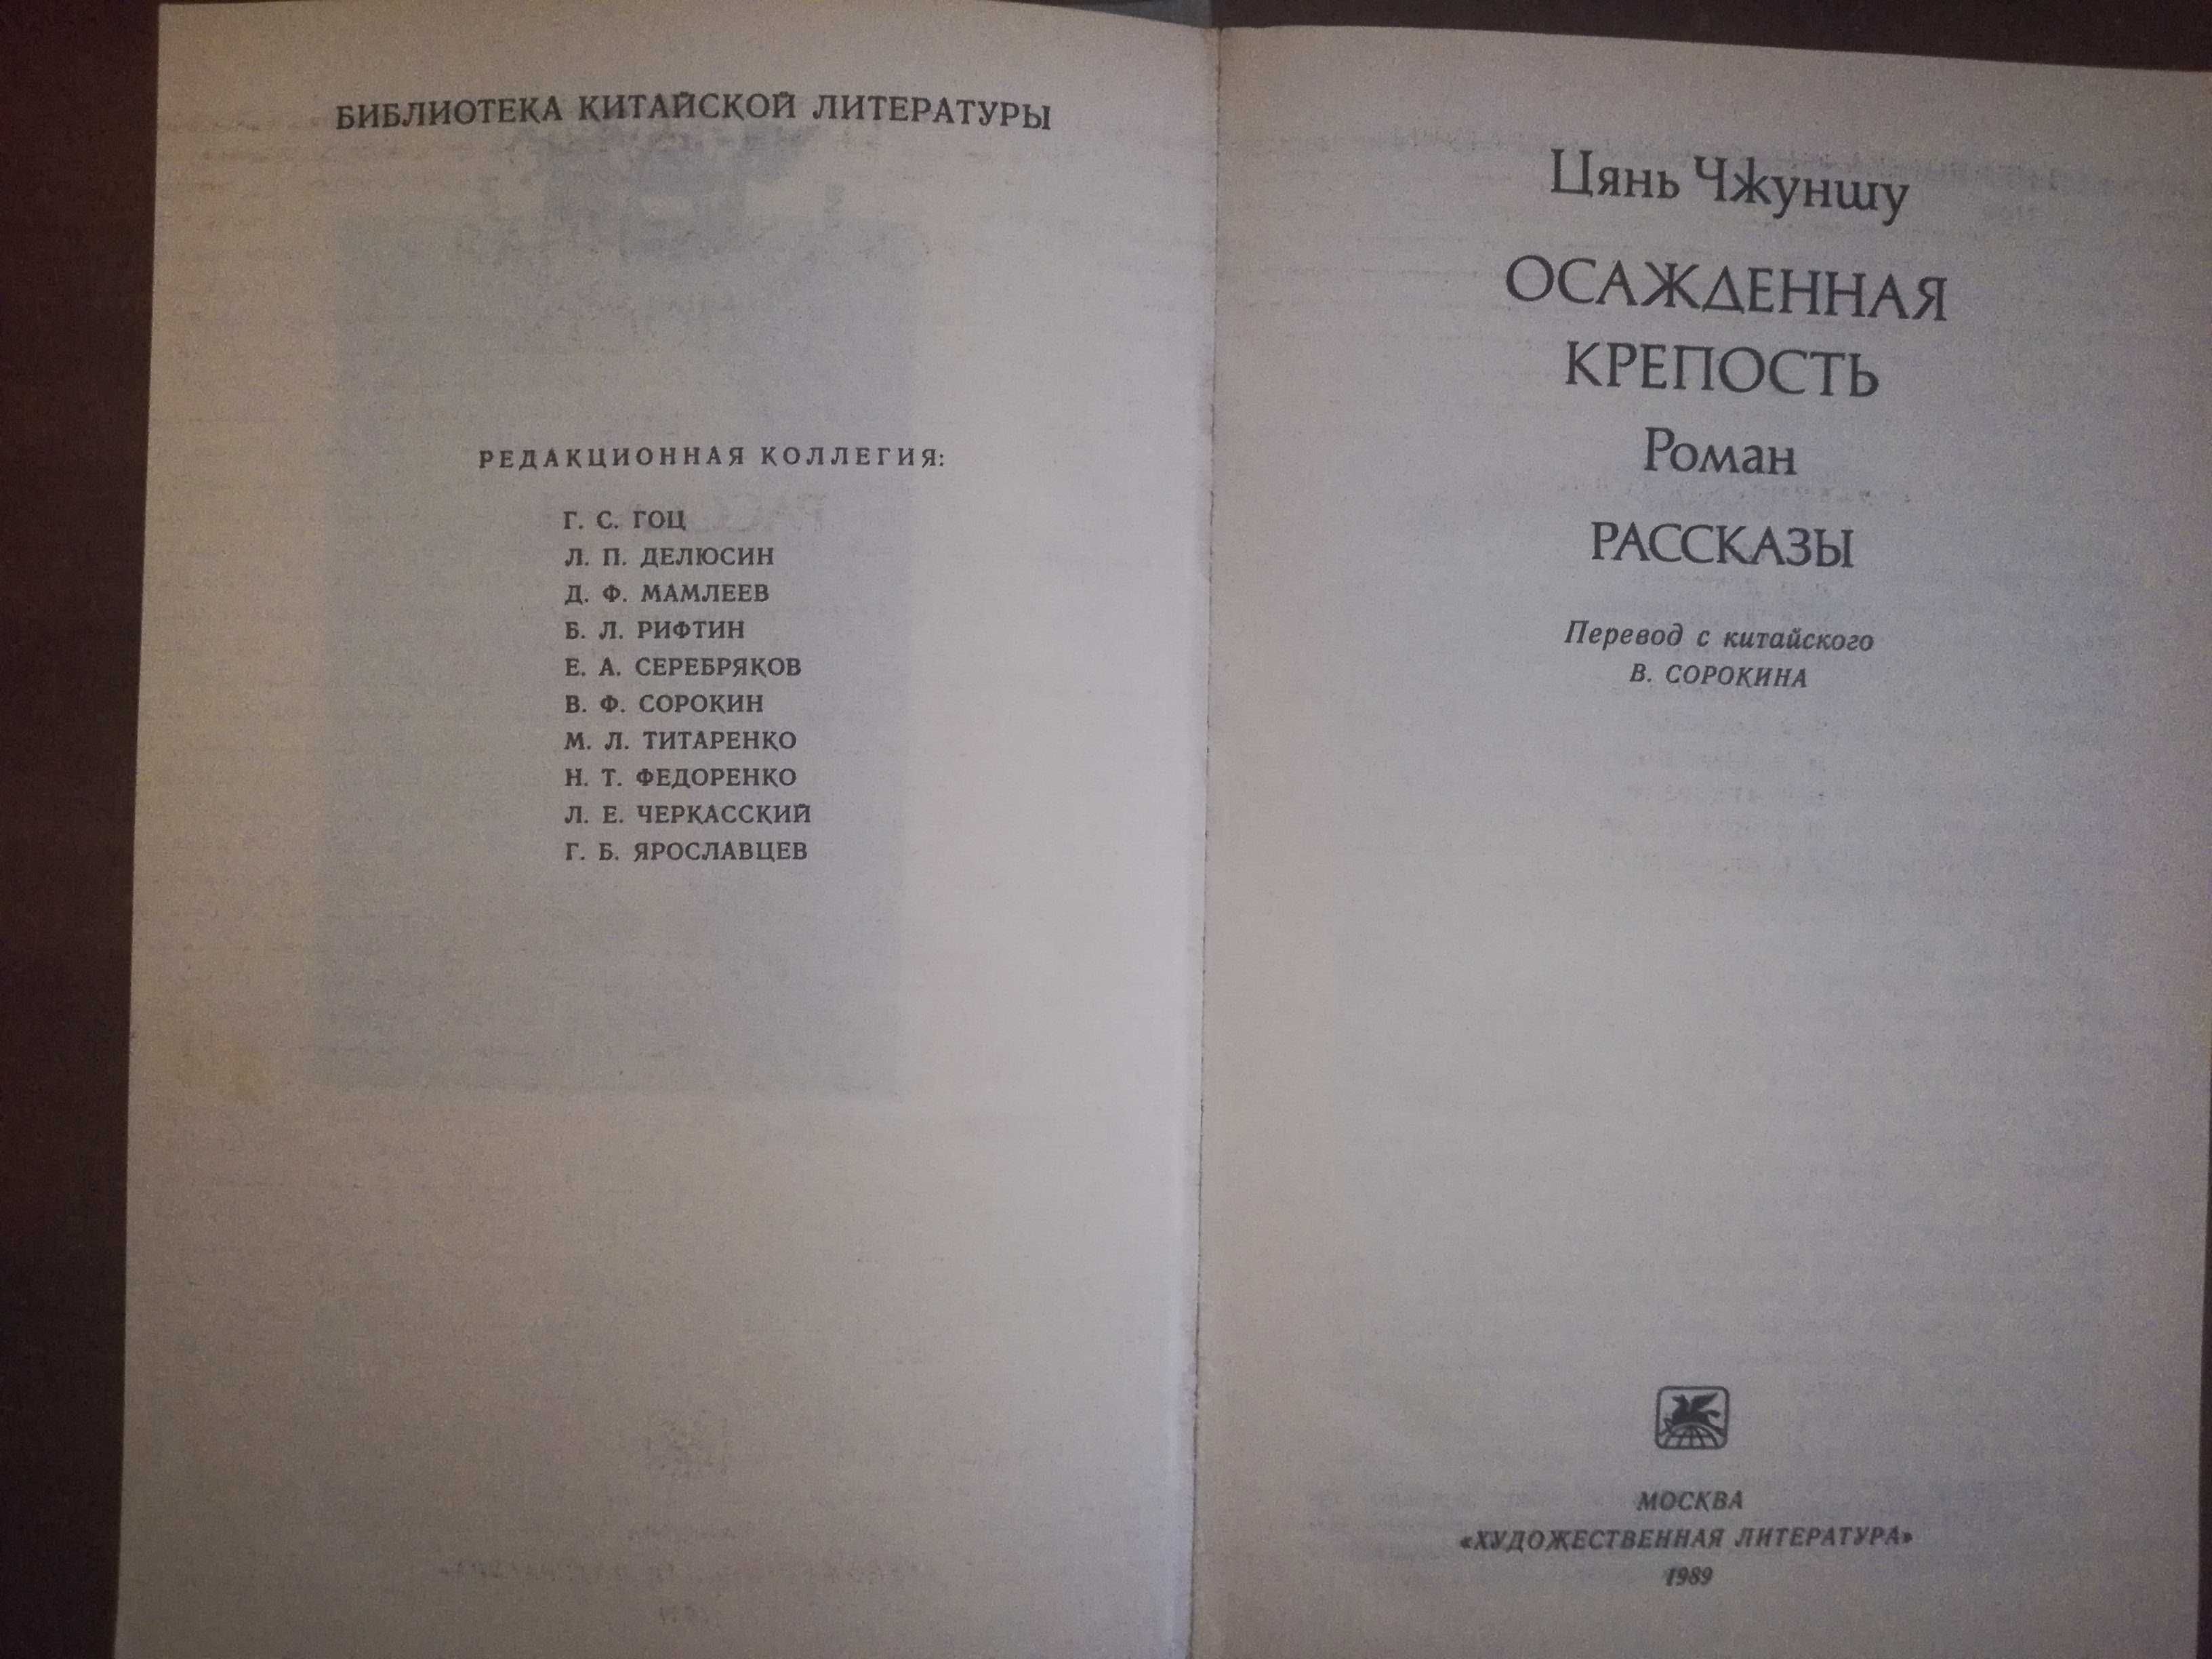 БИБЛИОТЕКА КИТАЙСКОЙ ЛИТЕРАТУРЫ
РЕДАКЦИОННАЯ КОЛЛЕГИЯ:
Г. С. ГОЦ
Л. П. ДЕЛЮСИН
Д. Ф. МАМЛЕЕВ
Б. Л. РИФТИН
Е. А. СЕРЕБРЯКОВ
В. Ф. СОРОКИН
М. Л. ТИТАРЕНКО
Н. Т. ФЕДОРЕНКО
Л. Е. ЧЕРКАССКИЙ
Г. Б. ЯРОСЛАВЦЕВ
Цянь Чжуншу
ОСАЖДЕННАЯ
КРЕПОСТЬ
Роман
РАССКАЗЫ
Перевод с китайского
В. СОРОКИНА
МОСКВА
«ХУДОЖЕСТВЕННАЯ ЛИТЕРАТУРА»
1989